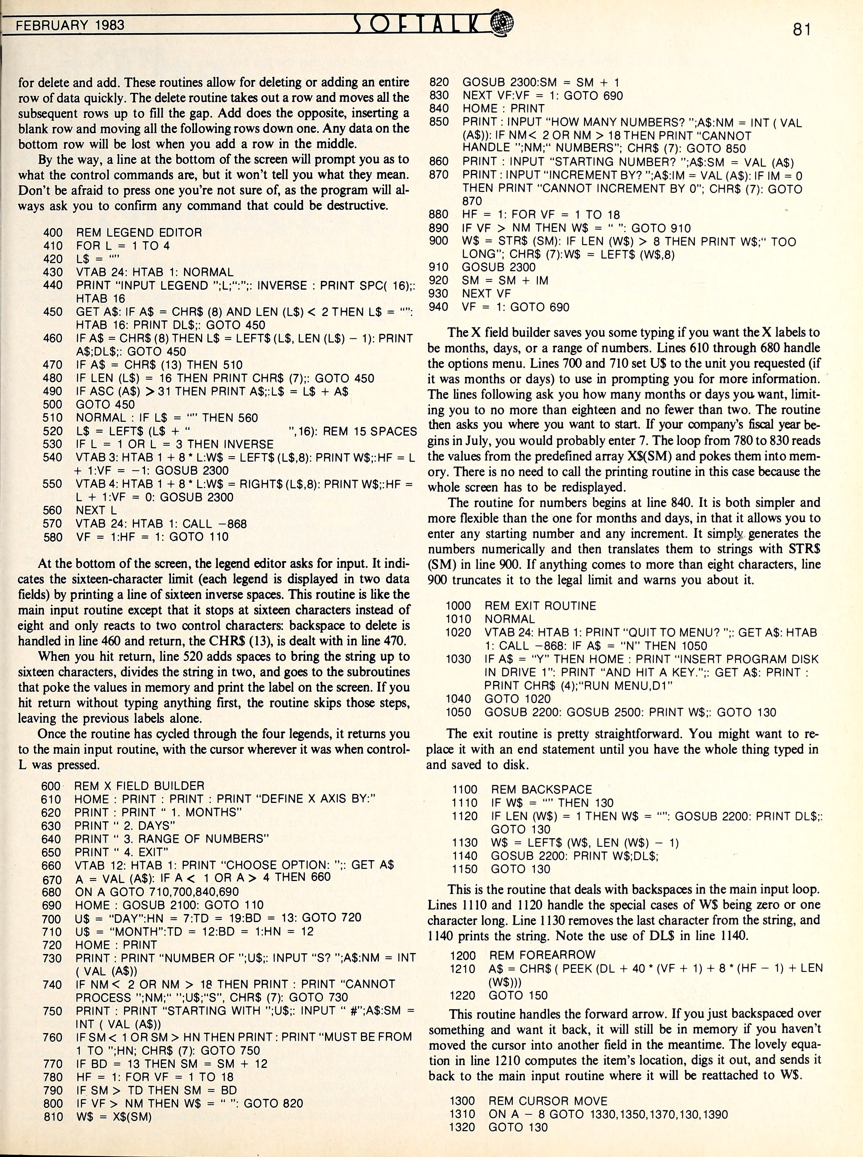 FEBRUARY 1983
SOFTALK
81
for delete and add. These routines allow for deleting or adding an entire
row of data quickly. The delete routine takes out a row and moves all the
subsequent rows up to fill the gap. Add does the opposite, inserting a
blank row and moving all the following rows down one. Any data on the
bottom row will be lost when you add a row in the middle.
By the way, a line at the bottom of the screen will prompt you as to
what the control commands are, but it won't tell you what they mean.
Don't be afraid to press one you're not sure of, as the program will al-
ways ask you to confirm any command that could be destructive.
400 REM LEGEND EDITOR
410 FOR L = 1 TO 4
420 L$ = ""
430 VTAB 24: HTAB 1: NORMAL
440 PRINT "INPUT LEGEND ";L;":";: INVERSE : PRINT SPC( 16);:
HTAB 16
450 GET A$: IF A$ = CHR$ (8) AND LEN (L$) < 2 THEN L$ = "":
HTAB 16: PRINT DL$;: GOTO 450
460 IF A$ = CHR$ (8) THEN L$ = LEFT$ (L$, LEN (L$) - 1): PRINT
A$;DL$;: GOTO 450
470 IF A$ = CHR$ (13) THEN 510
480 IF LEN (L$) = 16 THEN PRINT CHR$ (7);: GOTO 450
490 IF ASC (A$) > 31 THEN PRINT A$;:L$ = L$ + A$
500 GOTO 450
510 NORMAL : IF L$ = "" THEN 560
520 L$ = LEFT$ (L$ + "               ",16): REM 15 SPACES
530 IF L = 1 OR L = 3 THEN INVERSE
540 VTAB 3: HTAB 1 + 8 * L:W$ = LEFT$ (L$,8): PRINT W$;:HF = L
+ 1:VF = -1: GOSUB 2300
550 VTAB 4: HTAB 1 + 8 * L:W$ = RIGHT$ (L$,8): PRINT W$;:HF =
L + 1:VF = 0: GOSUB 2300
560 NEXT L
570 VTAB 24: HTAB 1: CALL -868
580 VF = 1:HF = 1: GOTO 110
At the bottom of the screen, the legend editor asks for input. It indi-
cates the sixteen-character limit (each legend is displayed in two data
fields) by printing a line of sixteen inverse spaces. This routine is like the
main input routine except that it stops at sixteen characters instead of
eight and only reacts to two control characters: backspace to delete is
handled in line 460 and return, the CHR$ (13), is dealt with in line 470.
When you hit return, line 520 adds spaces to bring the string up to
sixteen characters, divides the string in two, and goes to the subroutines
that poke the values in memory and print the label on the screen. If you
hit return without typing anything first, the routine skips those steps,
leaving the previous labels alone.
Once the routine has cycled through the four legends, it returns you
to the main input routine, with the cursor wherever it was when control-
L was pressed.
600 REM X FIELD BUILDER
610 HOME : PRINT : PRINT : PRINT "DEFINE X AXIS BY:"
620 PRINT : PRINT " 1. MONTHS"
630 PRINT " 2. DAYS"
640 PRINT " 3. RANGE OF NUMBERS"
650 PRINT " 4. EXIT"
660 VTAB 12: HTAB 1: PRINT "CHOOSE OPTION: ";: GET A$
670 A = VAL (A$): IF A < 1 OR A > 4 THEN 660
680 ON A GOTO 710,700,840,690
690 HOME : GOSUB 2100: GOTO 110
700 U$ = "DAY":HN = 7:TD = 19:BD = 13: GOTO 720
710 U$ = "MONTH":TD = 12:BD = 1:HN = 12
720 HOME : PRINT
730 PRINT : PRINT "NUMBER OF ";U$;: INPUT "S? ";A$:NM = INT
( VAL (A$))
740 IF NM < 2 OR NM > 18 THEN PRINT : PRINT "CANNOT
PROCESS ";NM;" ";U$;"S", CHR$ (7): GOTO 730
750 PRINT : PRINT "STARTING WITH ";U$;: INPUT " #";A$:SM =
INT ( VAL (A$))
760 IF SM < 1 OR SM > HN THEN PRINT : PRINT "MUST BE FROM
1 TO ";HN; CHR$ (7): GOTO 750
770 IF BD = 13 THEN SM = SM + 12
780 HF = 1: FOR VF = 1 TO 18
790 IF SM > TD THEN SM = BD
800 IF VF > NM THEN W$ = " ": GOTO 820
810 W$ = X$(SM)
820 GOSUB 2300:SM = SM + 1
830 NEXT VF:VF = 1: GOTO 690
840 HOME : PRINT
850 PRINT : INPUT "HOW MANY NUMBERS? ";A$:NM = INT ( VAL
(A$)): IF NM < 2 OR NM > 18 THEN PRINT "CANNOT
HANDLE ";NM;" NUMBERS"; CHR$ (7): GOTO 850
860 PRINT : INPUT "STARTING NUMBER? ";A$:SM = VAL (A$)
870 PRINT : INPUT "INCREMENT BY? ";A$:IM = VAL (A$): IF IM = 0
THEN PRINT "CANNOT INCREMENT BY 0"; CHR$ (7): GOTO
870
880 HF = 1: FOR VF = 1 TO 18
890 IF VF > NM THEN W$ = " ": GOTO 910
900 W$ = STR$ (SM): IF LEN (W$) > 8 THEN PRINT W$;" TOO
LONG"; CHR$ (7):W$ = LEFT$ (W$,8)
910 GOSUB 2300
920 SM = SM + IM
930 NEXT VF
940 VF = 1: GOTO 690
The X field builder saves you some typing if you want the X labels to
be months, days, or a range of numbers. Lines 610 through 680 handle
the options menu. Lines 700 and 710 set U$ to the unit you requested (if
it was months or days) to use in prompting you for more information.
The lines following ask you how many months or days you want, limit-
ing you to no more than eighteen and no fewer than two. The routine
then asks you where you want to start. If your company's fiscal year be-
gins in July, you would probably enter 7. The loop from 780 to 830 reads
the values from the predefined array X$(SM) and pokes them into mem-
ory. There is no need to call the printing routine in this case because the
whole screen has to be redisplayed.
The routine for numbers begins at line 840. It is both simpler and
more flexible than the one for months and days, in that it allows you to
enter any starting number and any increment. It simply generates the
numbers numerically and then translates them to strings with STR$
(SM) in line 900. If anything comes to more than eight characters, line
900 truncates it to the legal limit and warns you about it.
1000 REM EXIT ROUTINE
1010 NORMAL
1020 VTAB 24: HTAB 1: PRINT "QUIT TO MENU? ";: GET A$: HTAB
1: CALL -868: IF A$ = "N" THEN 1050
1030 IF A$ = "Y" THEN HOME : PRINT "INSERT PROGRAM DISK
IN DRIVE 1": PRINT "AND HIT A KEY.";: GET A$: PRINT :
PRINT CHR$ (4);"RUN MENU,D1"
1040 GOTO 1020
1050 GOSUB 2200: GOSUB 2500: PRINT W$;: GOTO 130
The exit routine is pretty straightforward. You might want to re-
place it with an end statement until you have the whole thing typed in
and saved to disk.
1100 REM BACKSPACE
1110 IF W$ = "" THEN 130
1120 IF LEN (W$) = 1 THEN W$ = "": GOSUB 2200: PRINT DL$;:
GOTO 130
1130 W$ = LEFT$ (W$, LEN (W$) - 1)
1140 GOSUB 2200: PRINT W$;DL$;
1150 GOTO 130
This is the routine that deals with backspaces in the main input loop.
Lines 1110 and 1120 handle the special cases of W$ being zero or one
character long. Line 1130 removes the last character from the string, and
1140 prints the string. Note the use of DL$ in line 1140.
1200 REM FOREARROW
1210 A$ = CHR$ ( PEEK (DL + 40 * (VF + 1) + 8 * (HF - 1) + LEN
(W$)))
1220 GOTO 150
This routine handles the forward arrow. If you just backspaced over
something and want it back, it will still be in memory if you haven't
moved the cursor into another field in the meantime. The lovely equa-
tion in line 1210 computes the item's location, digs it out, and sends it
back to the main input routine where it will be reattached to W$.
1300 REM CURSOR MOVE
1310 ON A - 8 GOTO 1330,1350,1370,130,1390
1320 GOTO 130